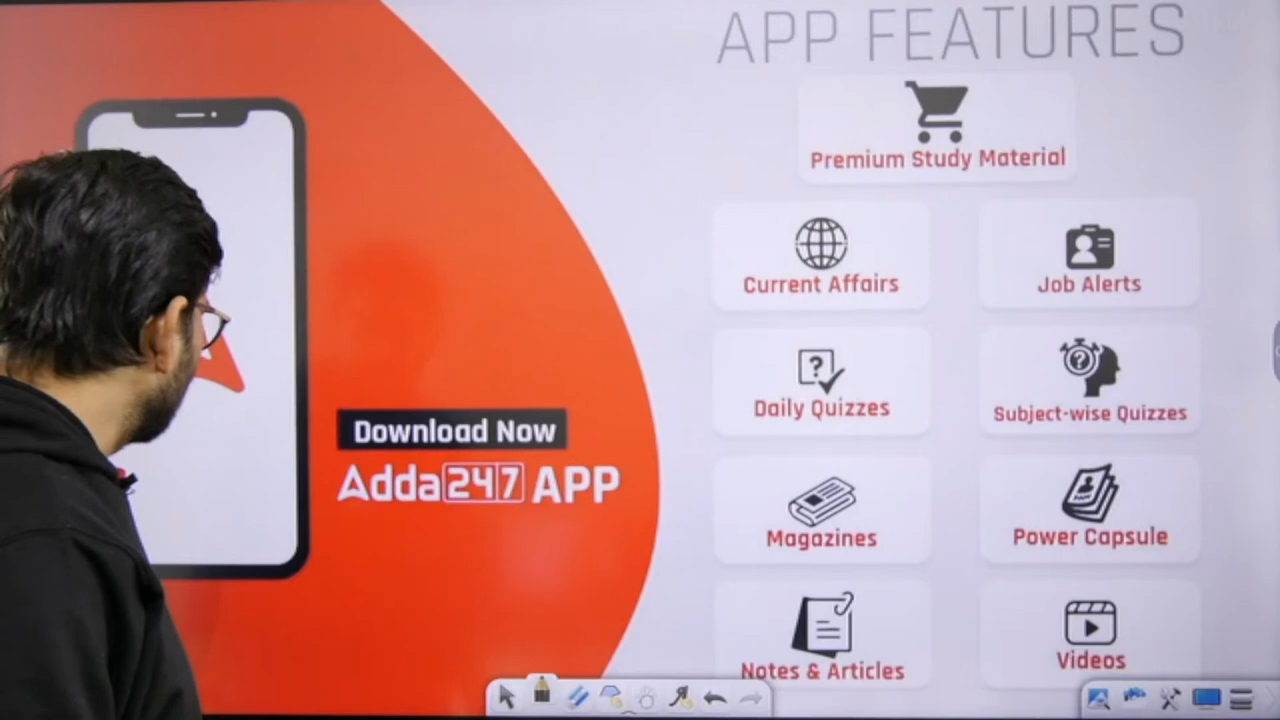 APP FEATURES
Premium Study Material
Current Affairs
Job Alerts
Daily Quizzes
Subject-wise Quizzes
Magazines
Power Capsule
Notes & Articles
Videos
Download Now
Adda247 APP